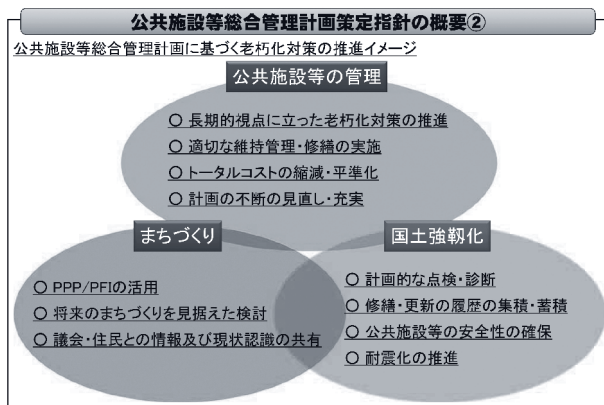 公共施設等総合管理計画策定指針の概要②
公共施設等総合管理計画に基づく老朽化対策の推進イメージ
公共施設等の管理
〇 長期的視点に立った老朽化対策の推進
〇 適切な維持管理・修繕の実施
〇 トータルコストの縮減・平準化
〇 計画の不断の見直し・充実
まちづくり
〇 PPP/PFIの活用
〇 将来のまちづくりを見据えた検討
〇 議会・住民との情報及び現状認識の共有
国土強靱化
〇 計画的な点検・診断
〇 修繕・更新の履歴の集積・蓄積
〇 公共施設等の安全性の確保
〇 耐震化の推進